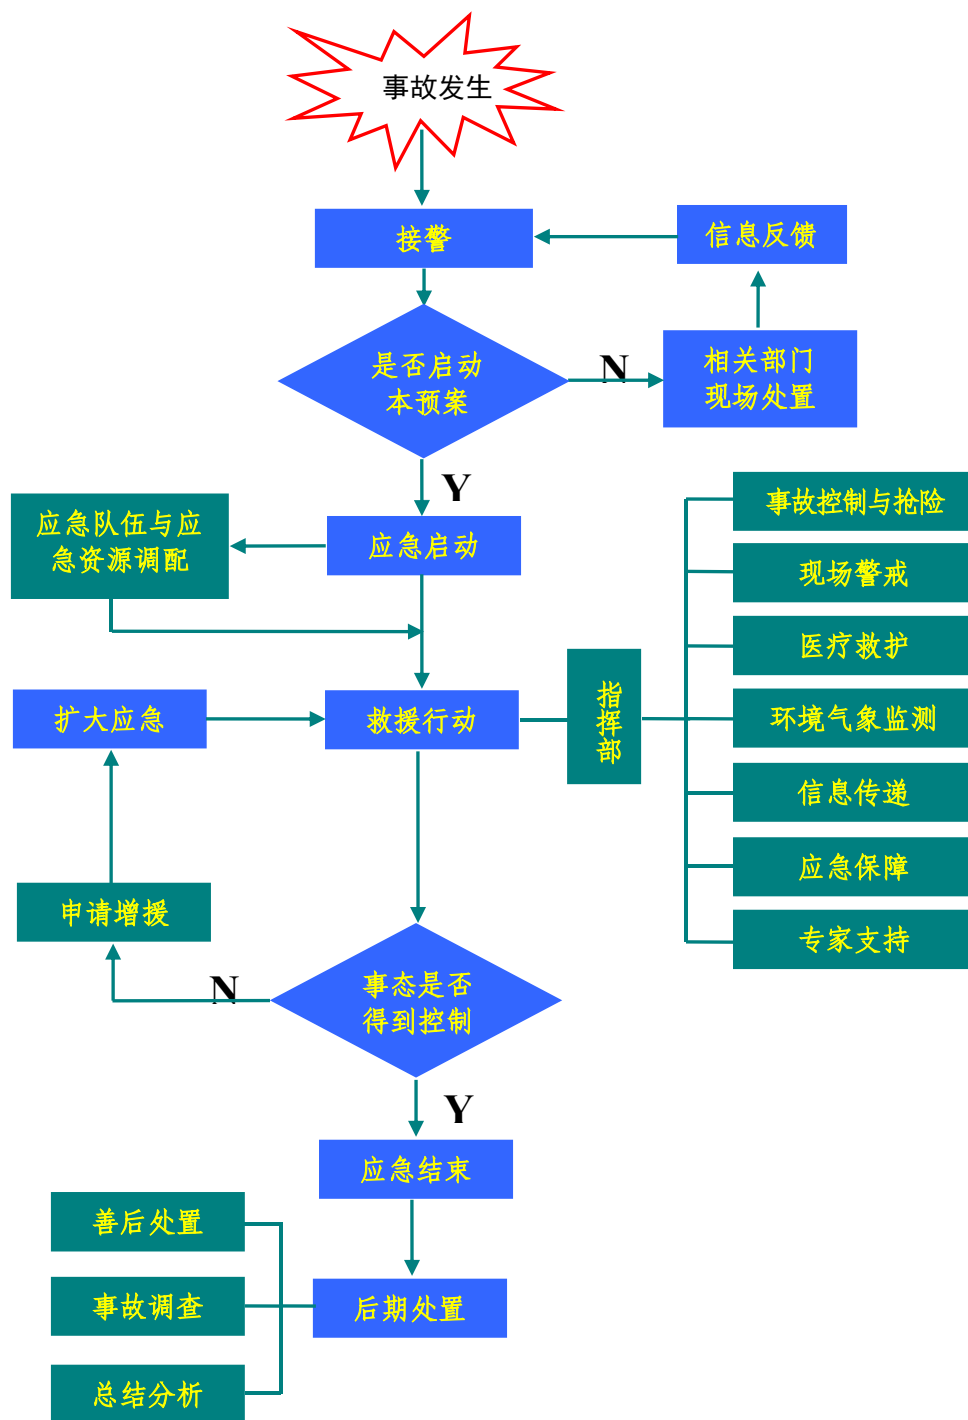 事故发生
接警
信息反馈
是否启动
本预案
N
相关部门
现场处置
Y
应急队伍与应
急资源调配
应急启动
事故控制与抢险
现场警戒
医疗救护
环境气象监测
信息传递
应急保障
专家支持
指
挥
部
扩大应急
救援行动
申请增援
N
事态是否
得到控制
Y
应急结束
善后处置
事故调查
总结分析
后期处置